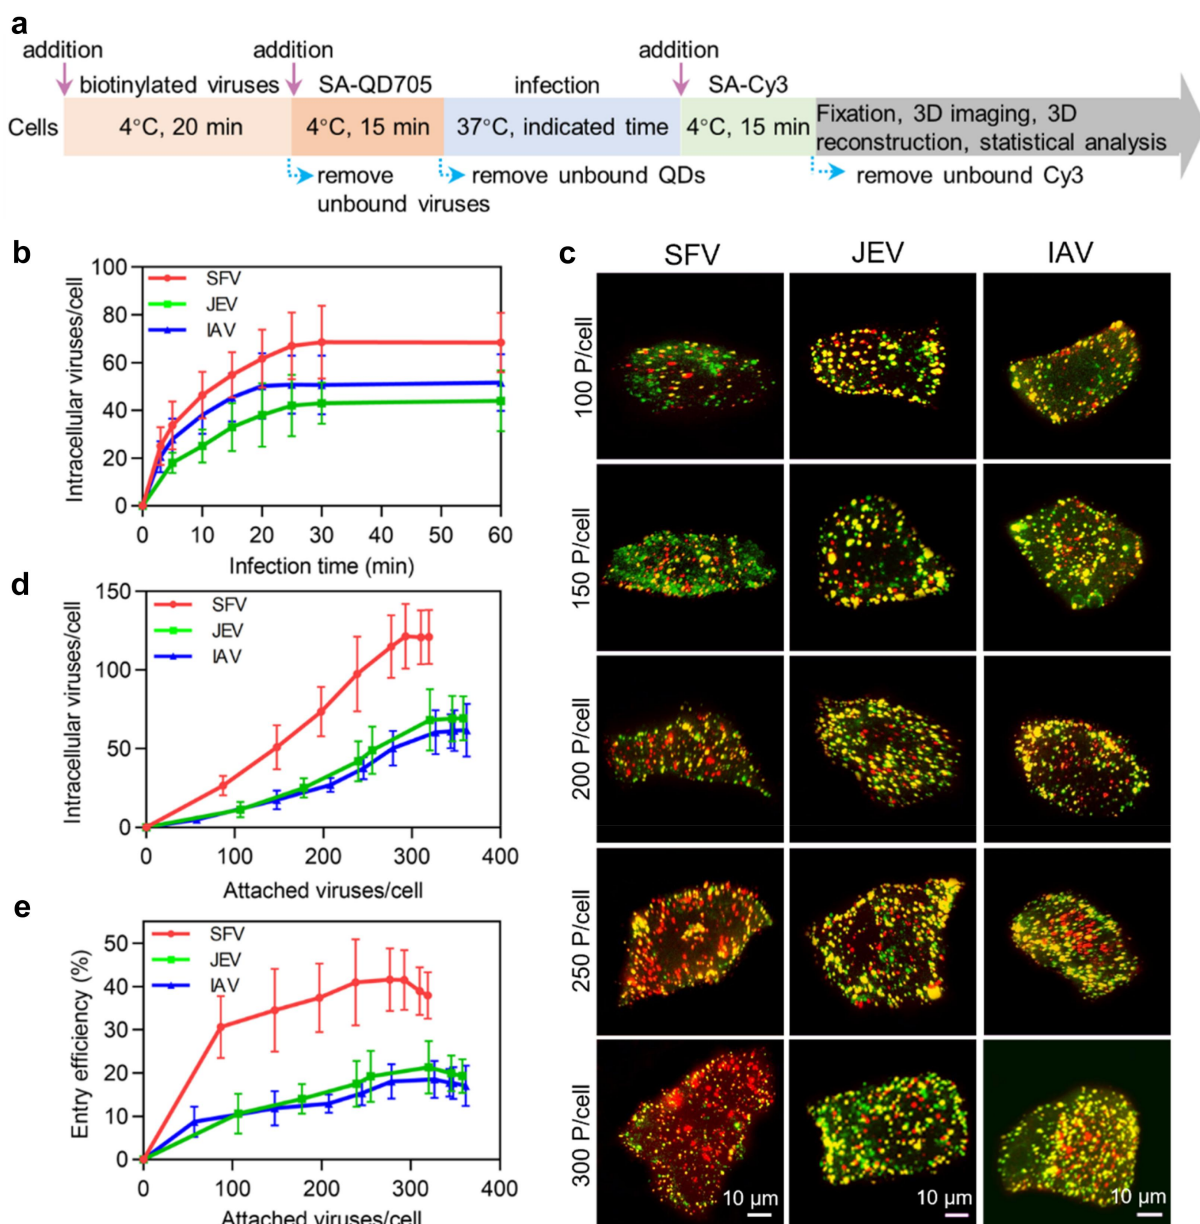 a
addition addition addition
biotinylated viruses SA-QD705 infection SA-Cy3
Cells 4°C, 20 min 4°C, 15 min 37°C, indicated time 4°C, 15 min Fixation, 3D imaging, 3D
reconstruction, statistical analysis
remove unbound viruses
remove unbound QDs
remove unbound Cy3
b
Intracellular viruses/cell
100
80
60
40
20
0
SFV
JEV
IAV
0 10 20 30 40 50 60
Infection time (min)
c
SFV JEV IAV
100 P/cell
150 P/cell
200 P/cell
250 P/cell
300 P/cell
10 µm 10 µm 10 µm
d
Intracellular viruses/cell
150
100
50
0
SFV
JEV
IAV
0 100 200 300 400
Attached viruses/cell
e
Entry efficiency (%)
50
40
30
20
10
0
SFV
JEV
IAV
0 100 200 300 400
Attached viruses/cell